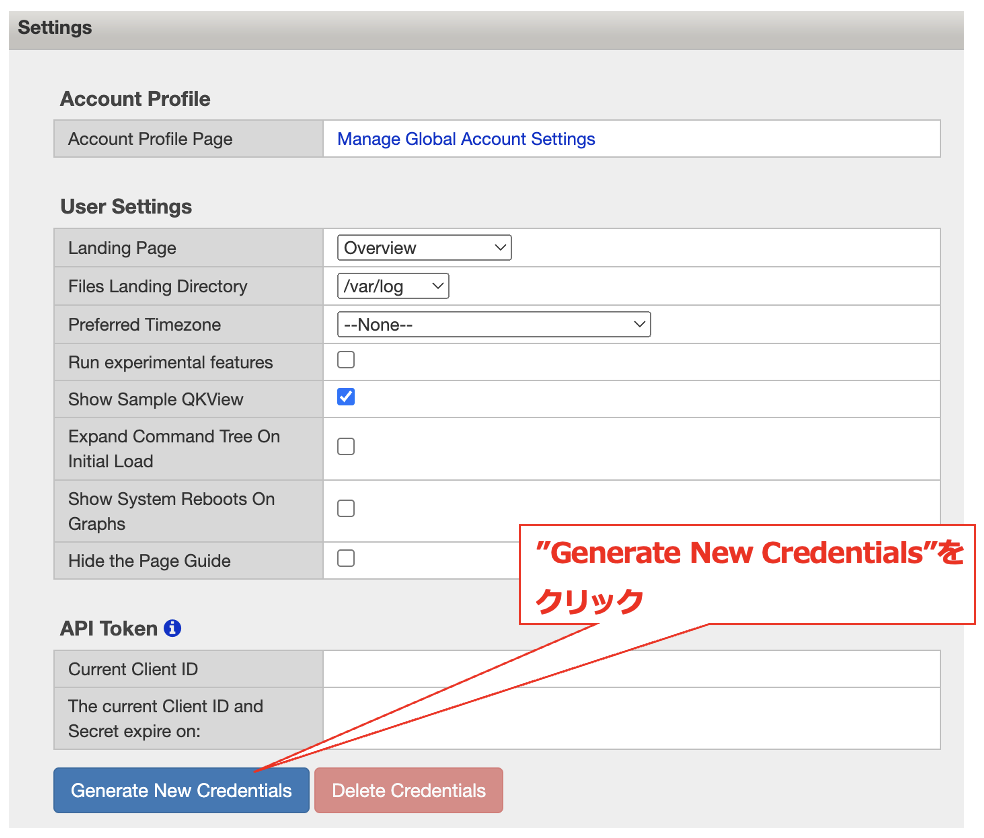 Settings
Account Profile
Account Profile Page
Manage Global Account Settings
User Settings
Landing Page
Overview
Files Landing Directory
/var/log
Preferred Timezone
--None--
Run experimental features
Show Sample QKView
Expand Command Tree On
Initial Load
Show System Reboots On
Graphs
Hide the Page Guide
”Generate New Credentials”を
クリック
API Token
Current Client ID
The current Client ID and
Secret expire on:
Generate New Credentials
Delete Credentials